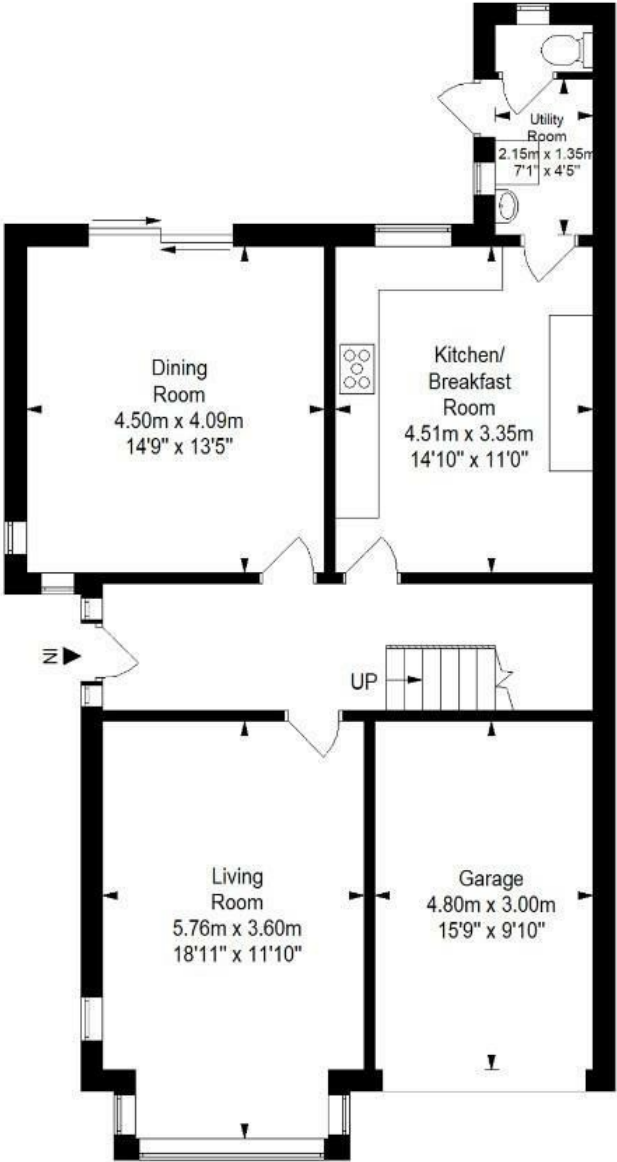 Utility
Room
2.15m x 1.35m
7'1" x 4'5"
Dining
Room
4.50m x 4.09m
14'9" x 13'5"
Kitchen/
Breakfast
Room
4.51m x 3.35m
14'10" x 11'0"
IN
UP
Living
Room
5.76m x 3.60m
18'11" x 11'10"
Garage
4.80m x 3.00m
15'9" x 9'10"